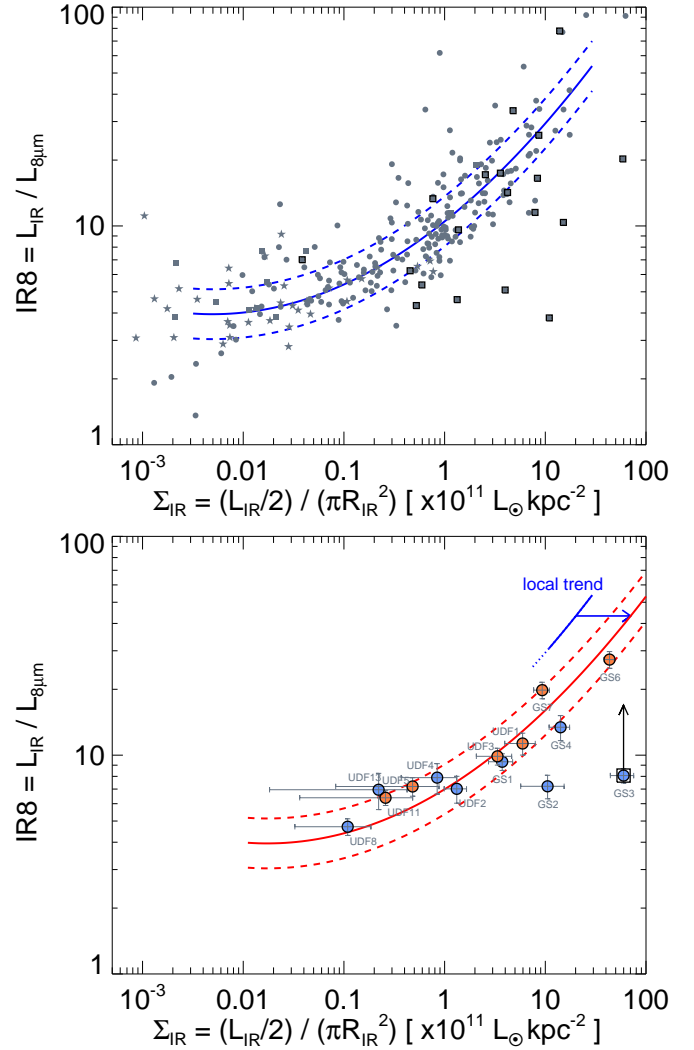 100
10
1
IR8 = L_IR / L_8μm
10^-3 0.01 0.1 1 10 100
Σ_IR = (L_IR/2) / (πR_IR^2) [ x10^11 L_⊙ kpc^-2 ]
100
local trend
GS6
GS7
UDF1
GS4
UDF3
UDF4
GS1
10
UDF13
UDF5
GS2
GS3
UDF2
UDF11
UDF8
1
IR8 = L_IR / L_8μm
0.01 0.1 1 10 100
Σ_IR = (L_IR/2) / (πR_IR^2) [ x10^11 L_⊙ kpc^-2 ]